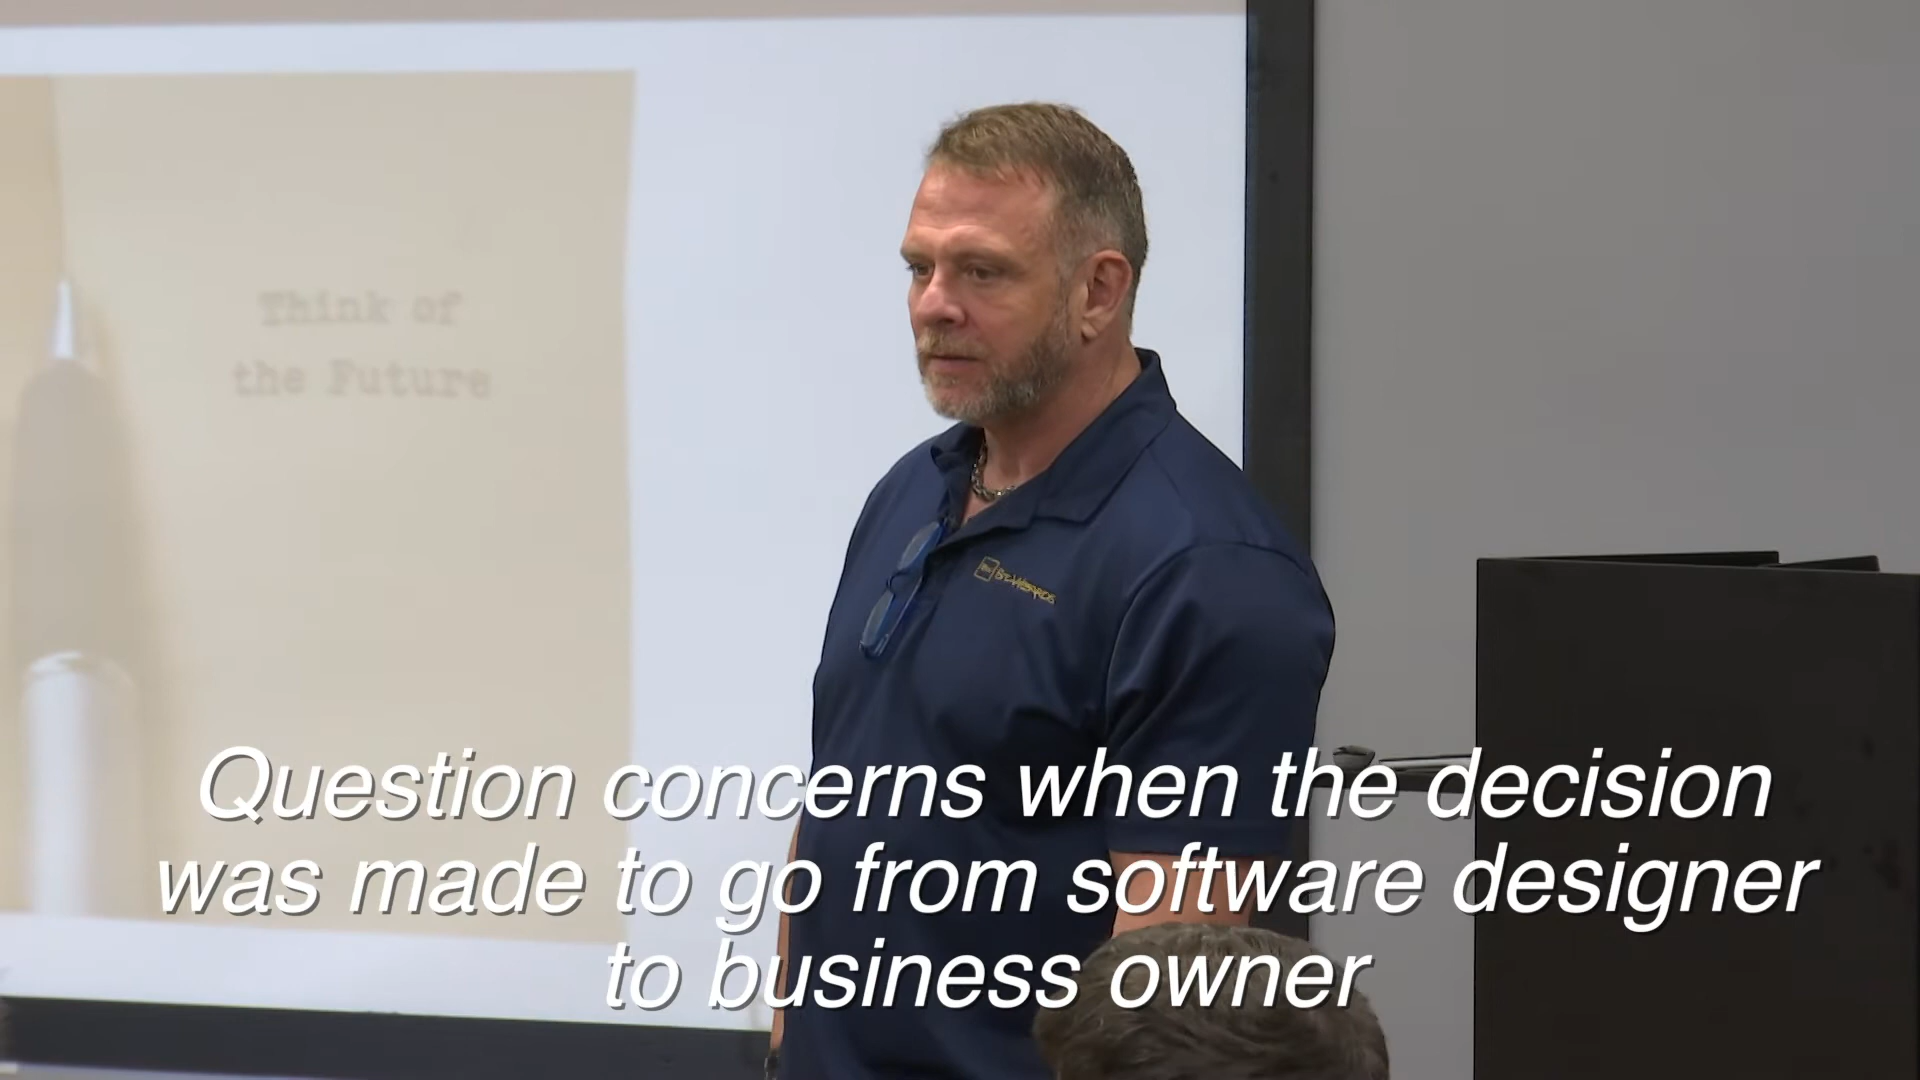 Think of
the Future
BitWizards
Question concerns when the decision
was made to go from software designer
to business owner